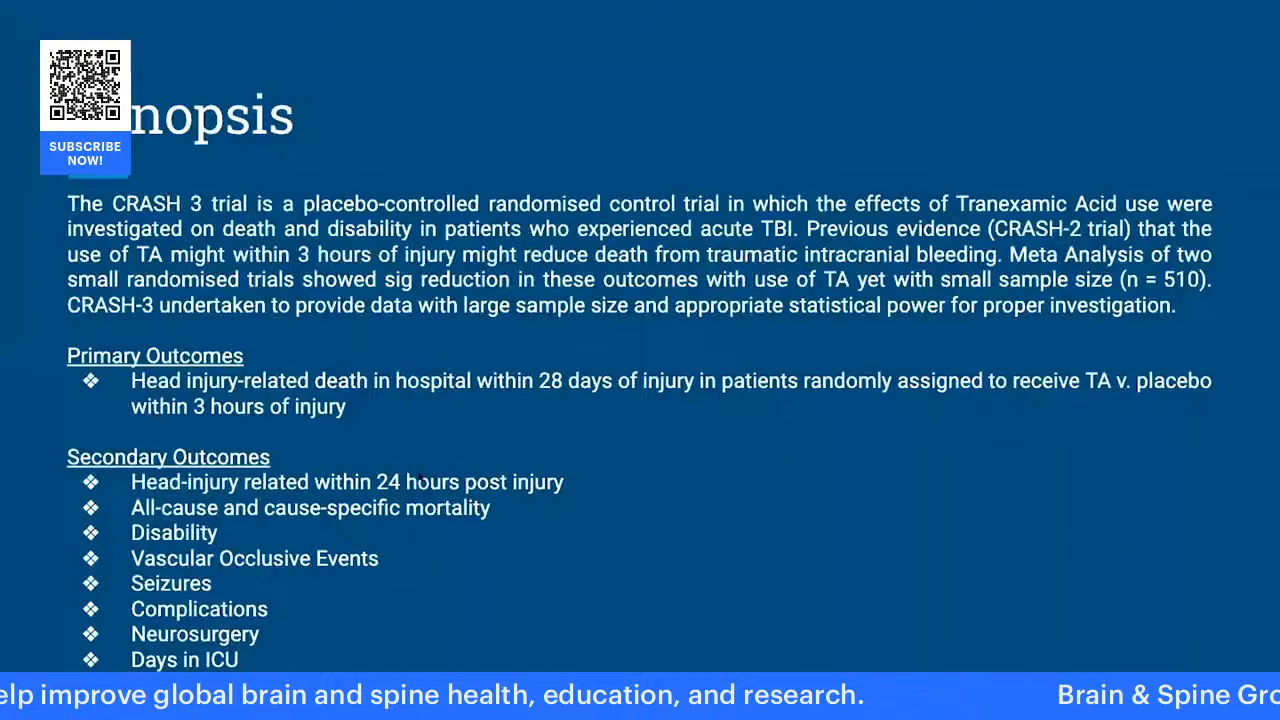 SUBSCRIBE
NOW!
nopsis
The CRASH 3 trial is a placebo-controlled randomised control trial in which the effects of Tranexamic Acid use were
investigated on death and disability in patients who experienced acute TBI. Previous evidence (CRASH-2 trial) that the
use of TA might within 3 hours of injury might reduce death from traumatic intracranial bleeding. Meta Analysis of two
small randomised trials showed sig reduction in these outcomes with use of TA yet with small sample size (n = 510).
CRASH-3 undertaken to provide data with large sample size and appropriate statistical power for proper investigation.
Primary Outcomes
❖ Head injury-related death in hospital within 28 days of injury in patients randomly assigned to receive TA v. placebo
within 3 hours of injury
Secondary Outcomes
❖ Head-injury related within 24 hours post injury
❖ All-cause and cause-specific mortality
❖ Disability
❖ Vascular Occlusive Events
❖ Seizures
❖ Complications
❖ Neurosurgery
❖ Days in ICU
elp improve global brain and spine health, education, and research. Brain & Spine Gro